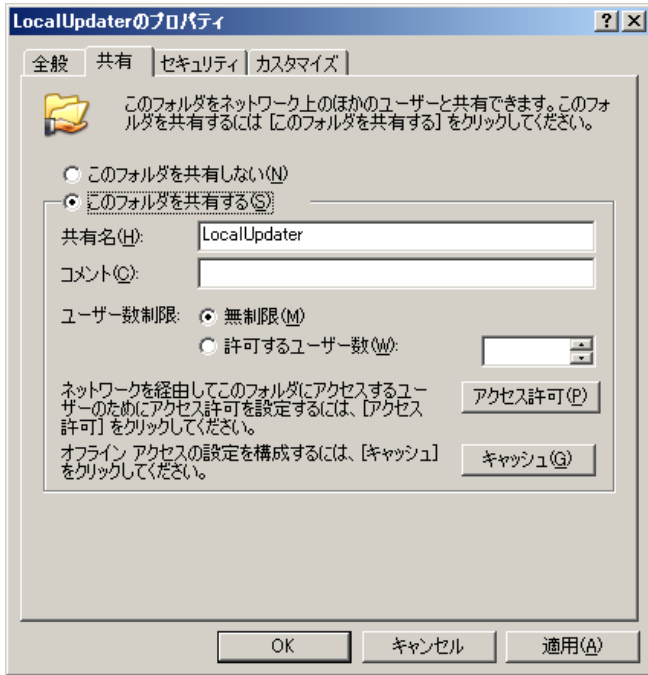 LocalUpdaterのプロパティ
? ×
全般 共有 セキュリティ カスタマイズ
このフォルダをネットワーク上のほかのユーザーと共有できます。このフォ
ルダを共有するには [このフォルダを共有する] をクリックしてください。
このフォルダを共有しない(N)
このフォルダを共有する(S)
共有名(H): LocalUpdater
コメント(C):
ユーザー数制限: 無制限(M)
許可するユーザー数(W):
ネットワークを経由してこのフォルダにアクセスするユー
ザーのためにアクセス許可を設定するには、[アクセス
許可] をクリックしてください。
アクセス許可(P)
オフライン アクセスの設定を構成するには、[キャッシュ]
をクリックしてください。
キャッシュ(G)
OK キャンセル 適用(A)